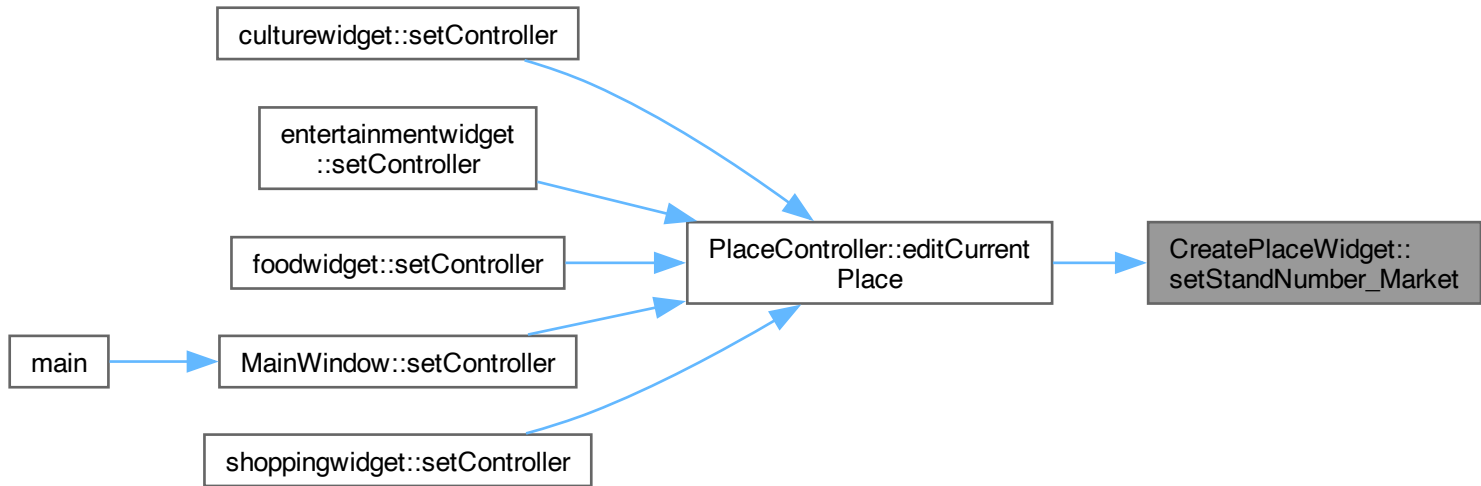 culturewidget::setController
entertainmentwidget
::setController
foodwidget::setController
main
MainWindow::setController
shoppingwidget::setController
PlaceController::editCurrent
Place
CreatePlaceWidget::
setStandNumber_Market